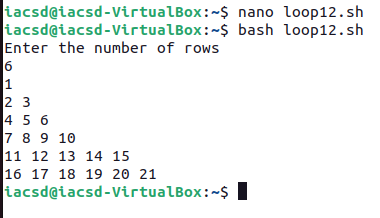 iacsd@iacsd-VirtualBox:~$ nano loop12.sh
iacsd@iacsd-VirtualBox:~$ bash loop12.sh
Enter the number of rows
6
1
2 3
4 5 6
7 8 9 10
11 12 13 14 15
16 17 18 19 20 21
iacsd@iacsd-VirtualBox:~$